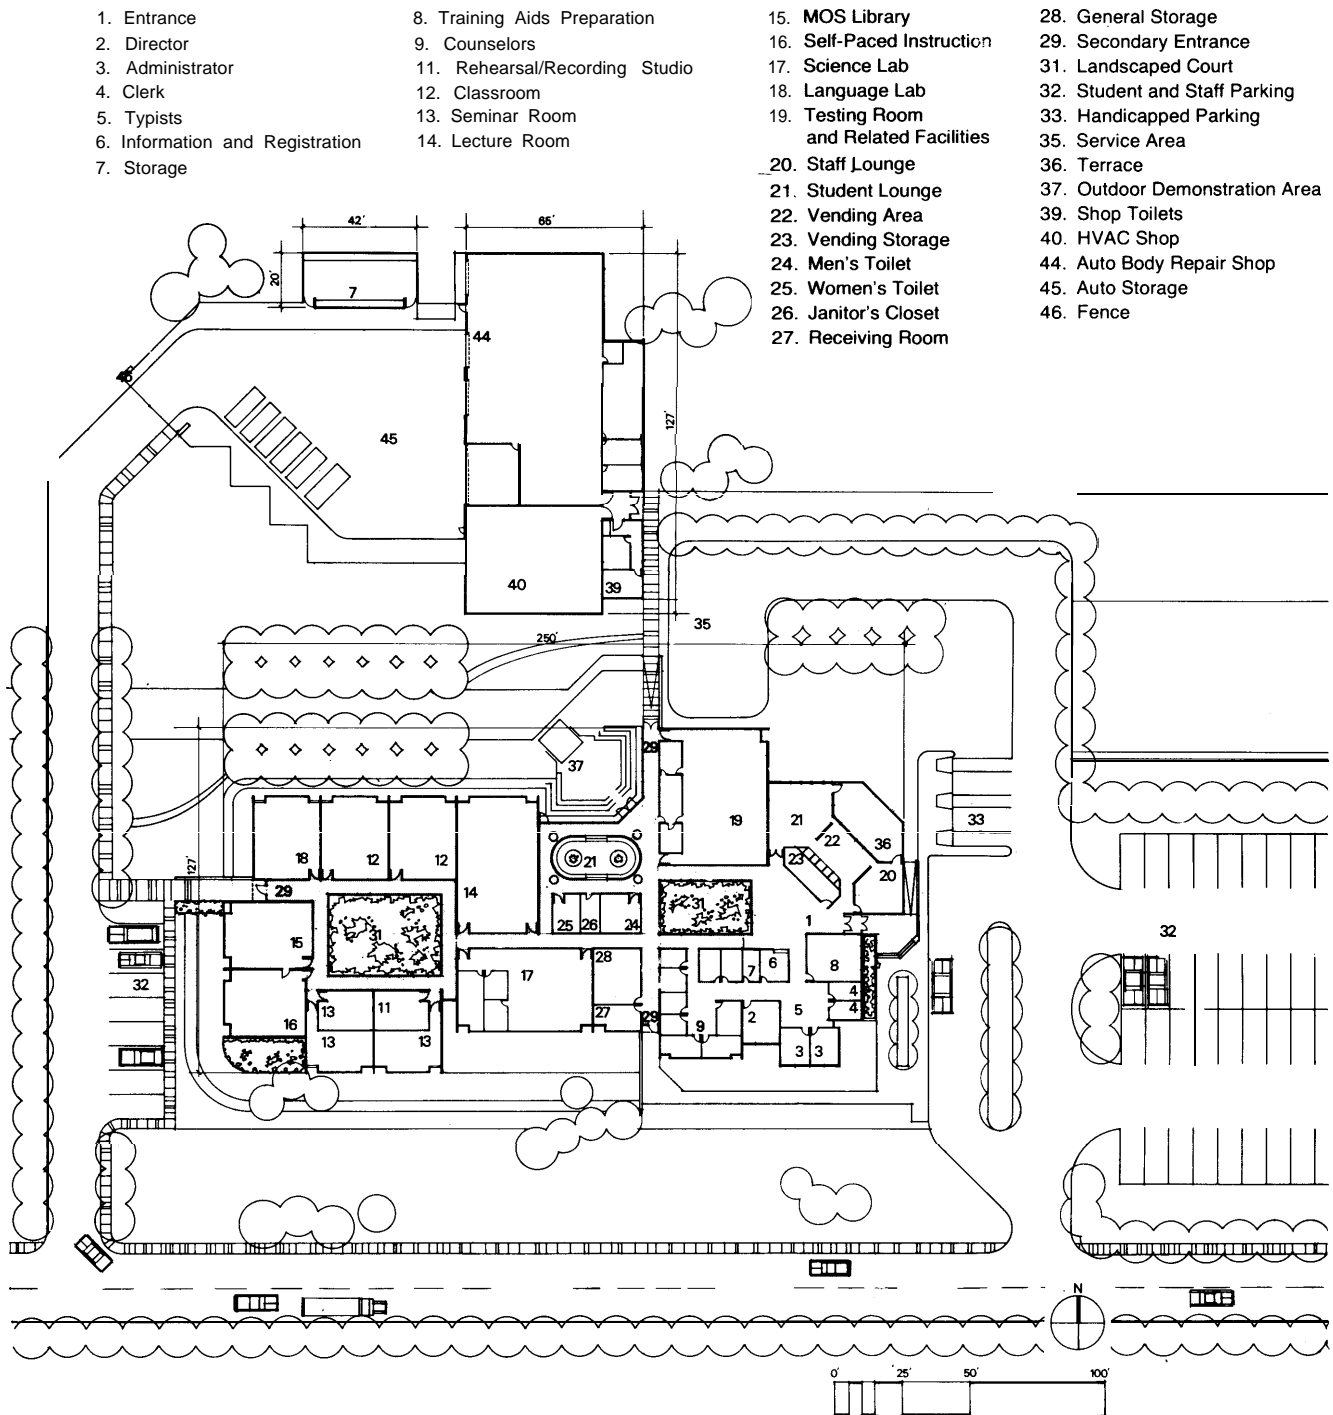 1. Entrance
2. Director
3. Administrator
4. Clerk
5. Typists
6. Information and Registration
7. Storage
8. Training Aids Preparation
9. Counselors
11. Rehearsal/Recording Studio
12. Classroom
13. Seminar Room
14. Lecture Room
15. MOS Library
16. Self-Paced Instruction
17. Science Lab
18. Language Lab
19. Testing Room
and Related Facilities
20. Staff Lounge
21. Student Lounge
22. Vending Area
23. Vending Storage
24. Men's Toilet
25. Women's Toilet
26. Janitor's Closet
27. Receiving Room
28. General Storage
29. Secondary Entrance
31. Landscaped Court
32. Student and Staff Parking
33. Handicapped Parking
35. Service Area
36. Terrace
37. Outdoor Demonstration Area
39. Shop Toilets
40. HVAC Shop
44. Auto Body Repair Shop
45. Auto Storage
46. Fence
42'
65'
20'
7
44
46
127'
45
40
39
35
250'
29
37
127'
19
21
22
36
33
18
12
12
21
23
20
29
14
25
26
24
31
1
32
15
31
28
7
6
8
17
4
32
13
11
27
29
5
4
16
9
2
13
13
3
3
N
0'
25'
50'
100'